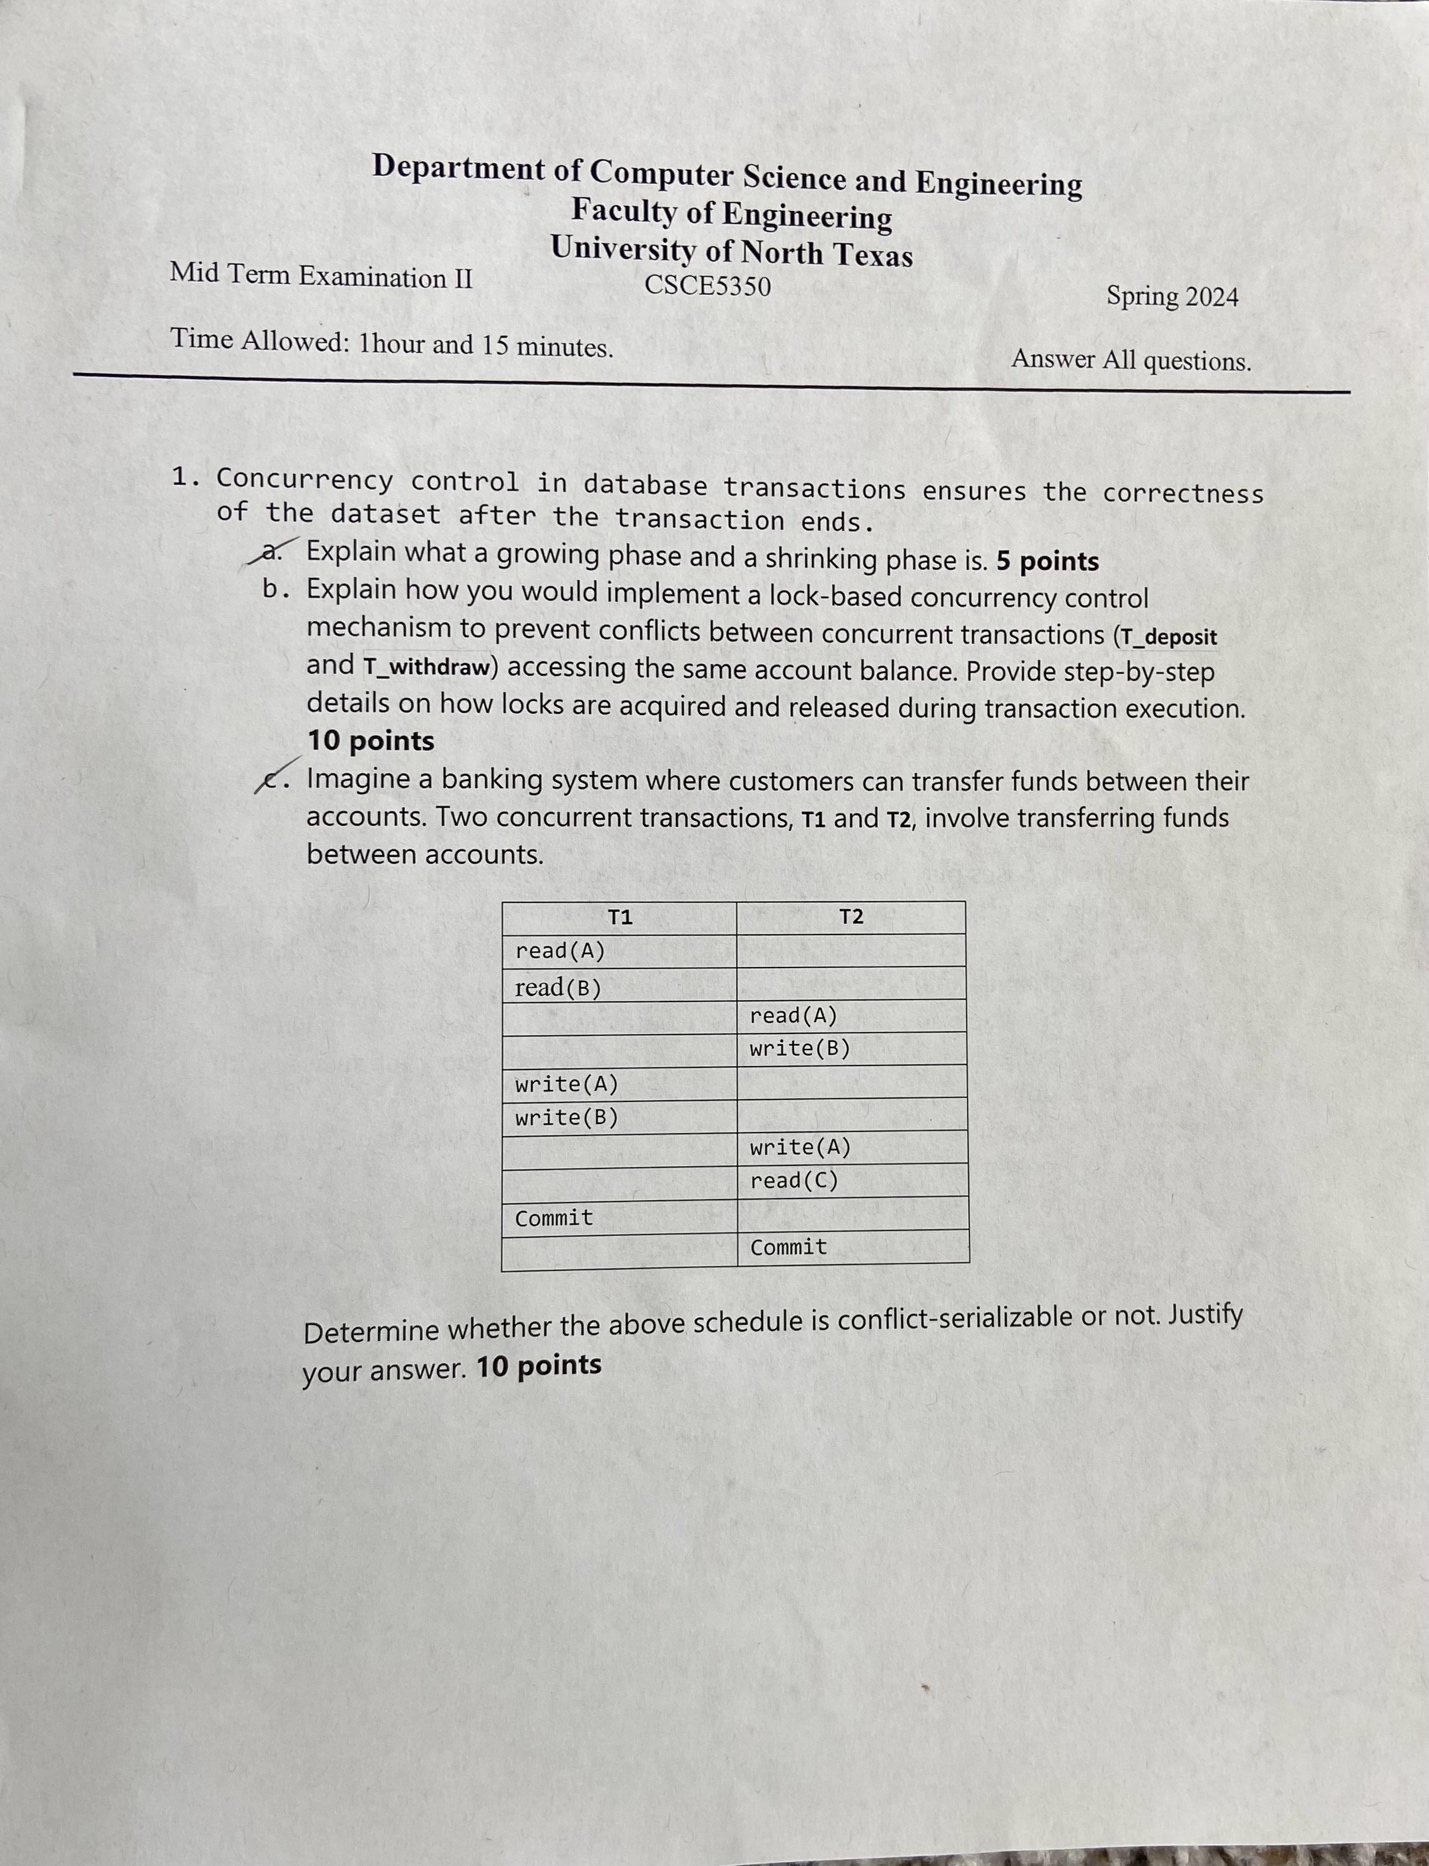 Department of Computer Science and Engineering
Faculty of Engineering
University of North Texas
Mid Term Examination II
CSCE5350
Spring 2024
Time Allowed: 1hour and 15 minutes.
Answer All questions.
1. Concurrency control in database transactions ensures the correctness
of the dataset after the transaction ends.
a. Explain what a growing phase and a shrinking phase is. 5 points
b. Explain how you would implement a lock-based concurrency control
mechanism to prevent conflicts between concurrent transactions (T_deposit
and T_withdraw) accessing the same account balance. Provide step-by-step
details on how locks are acquired and released during transaction execution.
10 points
c. Imagine a banking system where customers can transfer funds between their
accounts. Two concurrent transactions, T1 and T2, involve transferring funds
between accounts.
T1 T2
read(A)
read(B)
read(A)
write(B)
write(A)
write(B)
write(A)
read(C)
Commit
Commit
Determine whether the above schedule is conflict-serializable or not. Justify
your answer. 10 points